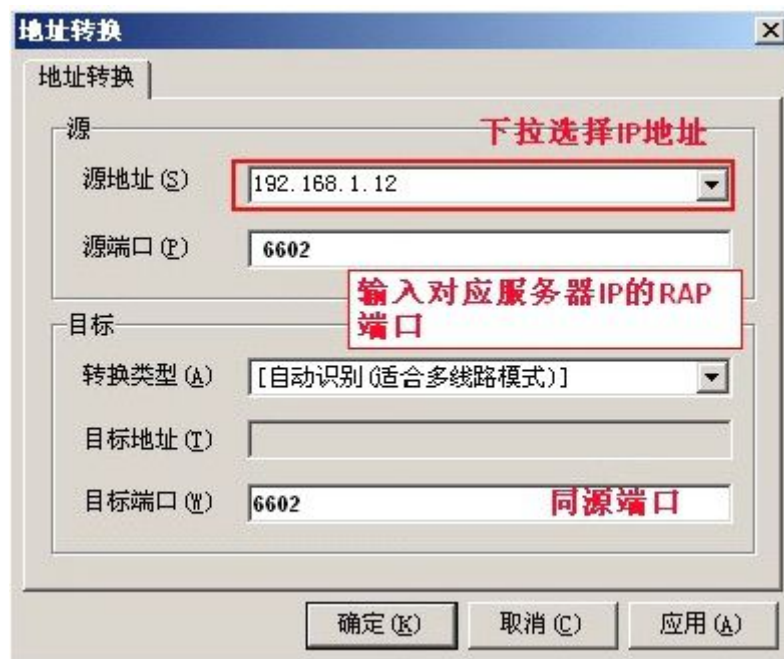 地址转换
地址转换
源
下拉选择IP地址
源地址(S)
192.168.1.12
源端口(P)
6602
输入对应服务器IP的RAP
端口
目标
转换类型(A)
[自动识别(适合多线路模式)]
目标地址(T)
目标端口(W)
6602
同源端口
确定(K)
取消(C)
应用(A)